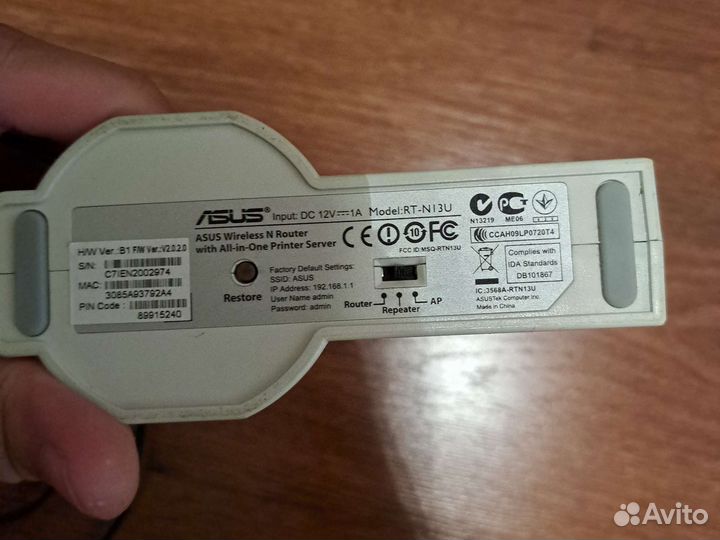 ASUS® Input: DC 12V⎓1A Model:RT-N13U
ASUS Wireless N Router
with All-in-One Printer Server
FCC ID: MSQ-RTN13U
N13219
ME06
CCAH09LP0720T4
Complies with
IDA Standards
DB101867
IC:3568A-RTN13U
ASUSTek Computer Inc.
Made in China
H/W Ver.:B1 F/W Ver.:V2.0.2.0
S/N:
C7IEN2002974
MAC:
3085A93792A4
PIN Code :
89915240
Restore
Factory Default Settings:
SSID: ASUS
IP Address: 192.168.1.1
User Name admin
Password: admin
Router
Repeater
AP
Avito